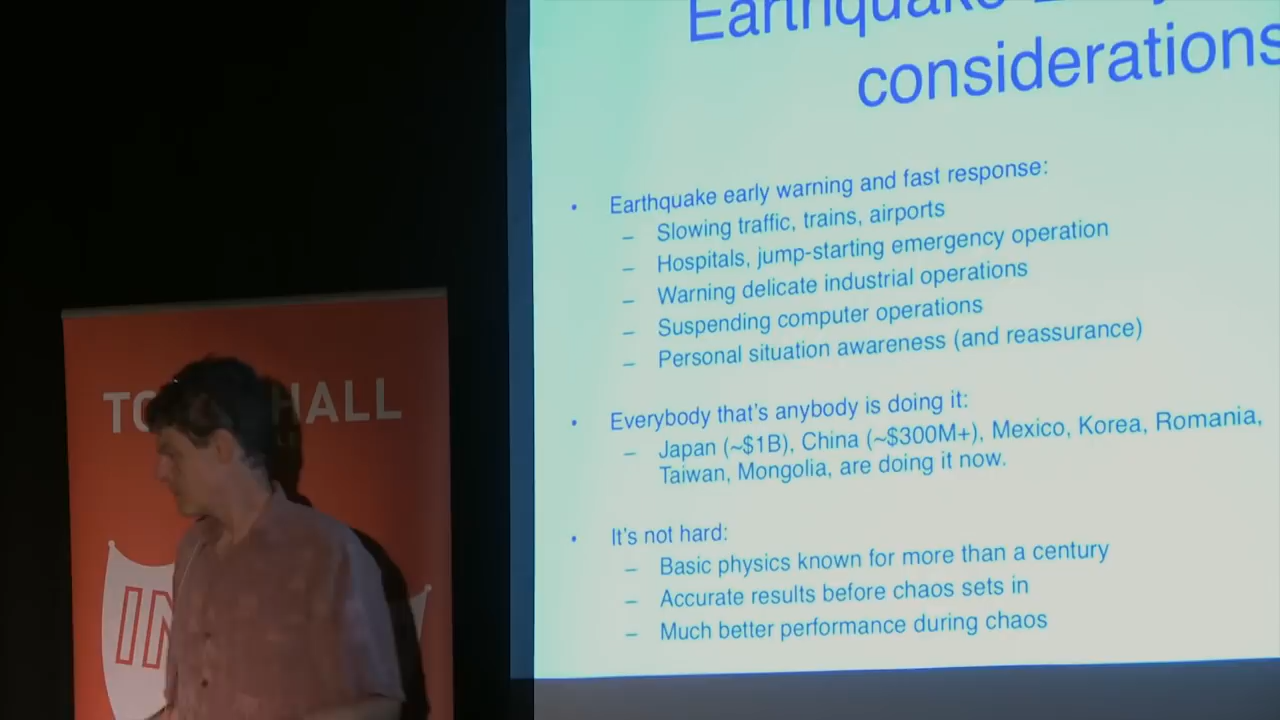 Earthquake
considerations
• Earthquake early warning and fast response:
– Slowing traffic, trains, airports
– Hospitals, jump-starting emergency operation
– Warning delicate industrial operations
– Suspending computer operations
– Personal situation awareness (and reassurance)
• Everybody that's anybody is doing it:
– Japan (~$1B), China (~$300M+), Mexico, Korea, Romania,
Taiwan, Mongolia, are doing it now.
• It's not hard:
– Basic physics known for more than a century
– Accurate results before chaos sets in
– Much better performance during chaos
TO HALL
IN